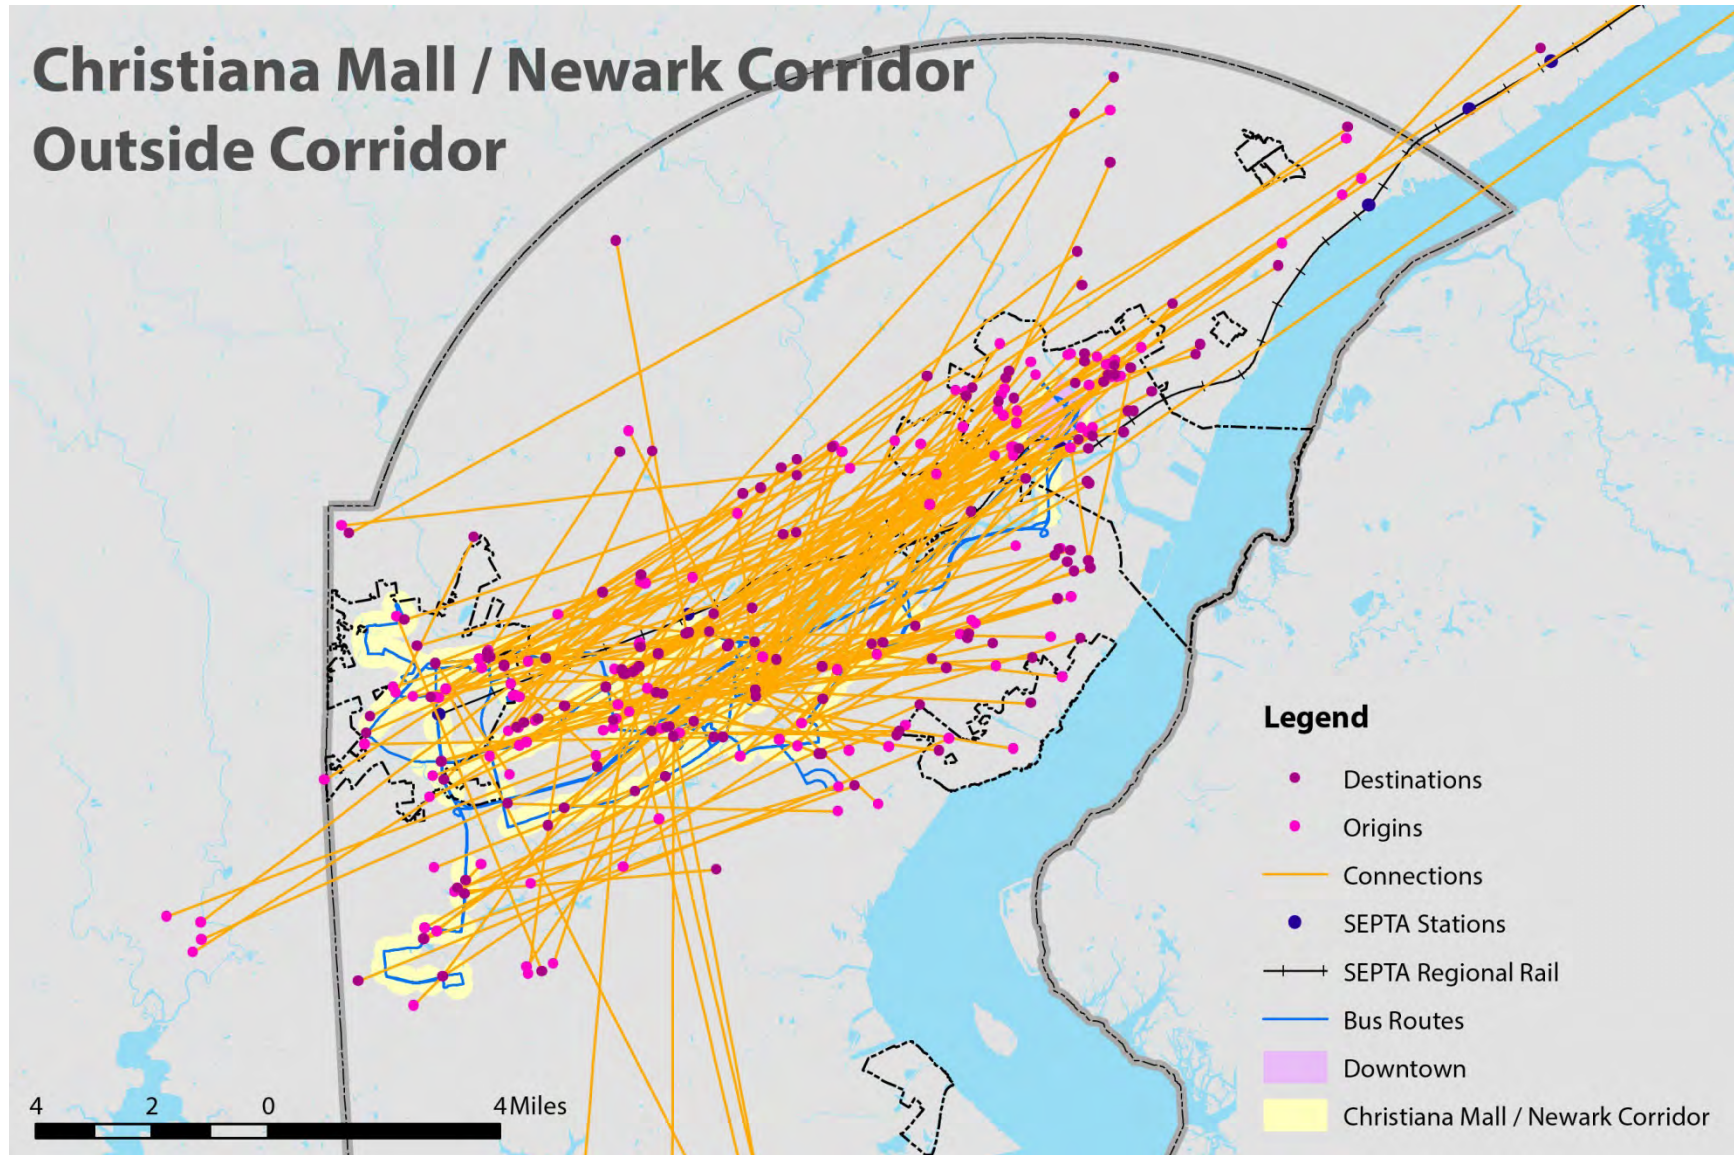 Christiana Mall / Newark Corridor
Outside Corridor
Legend
Destinations
Origins
Connections
SEPTA Stations
SEPTA Regional Rail
Bus Routes
Downtown
Christiana Mall / Newark Corridor
4 2 0 4 Miles